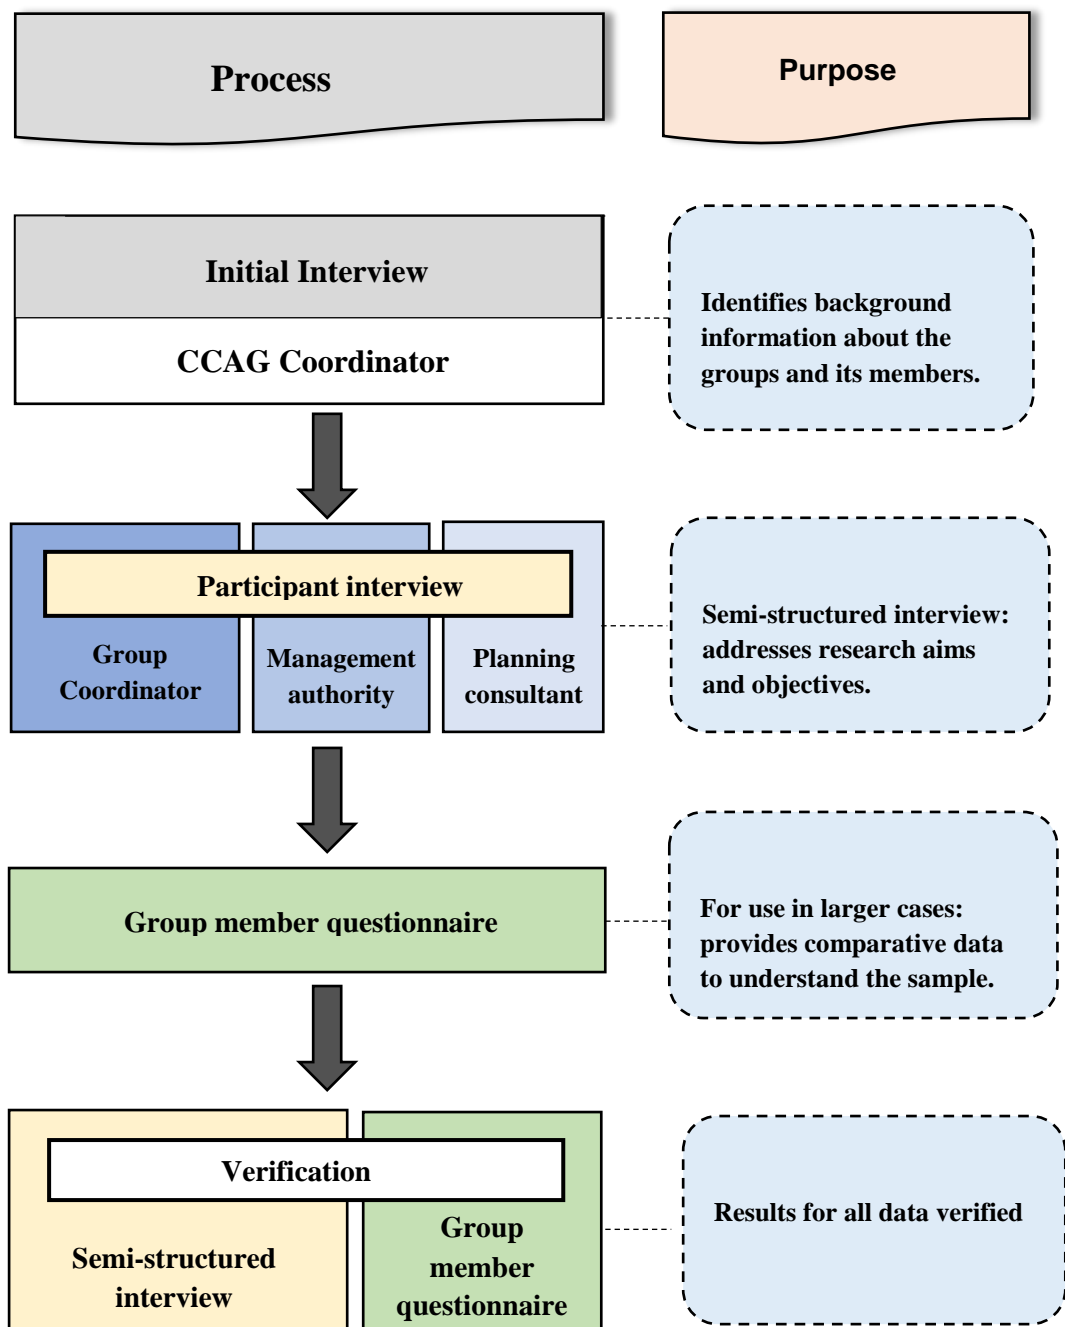 Process
Purpose
Initial Interview
CCAG Coordinator
Identifies background
information about the
groups and its members.
Participant interview
Group
Coordinator
Management
authority
Planning
consultant
Semi-structured interview:
addresses research aims
and objectives.
Group member questionnaire
For use in larger cases:
provides comparative data
to understand the sample.
Verification
Semi-structured
interview
Group
member
questionnaire
Results for all data verified